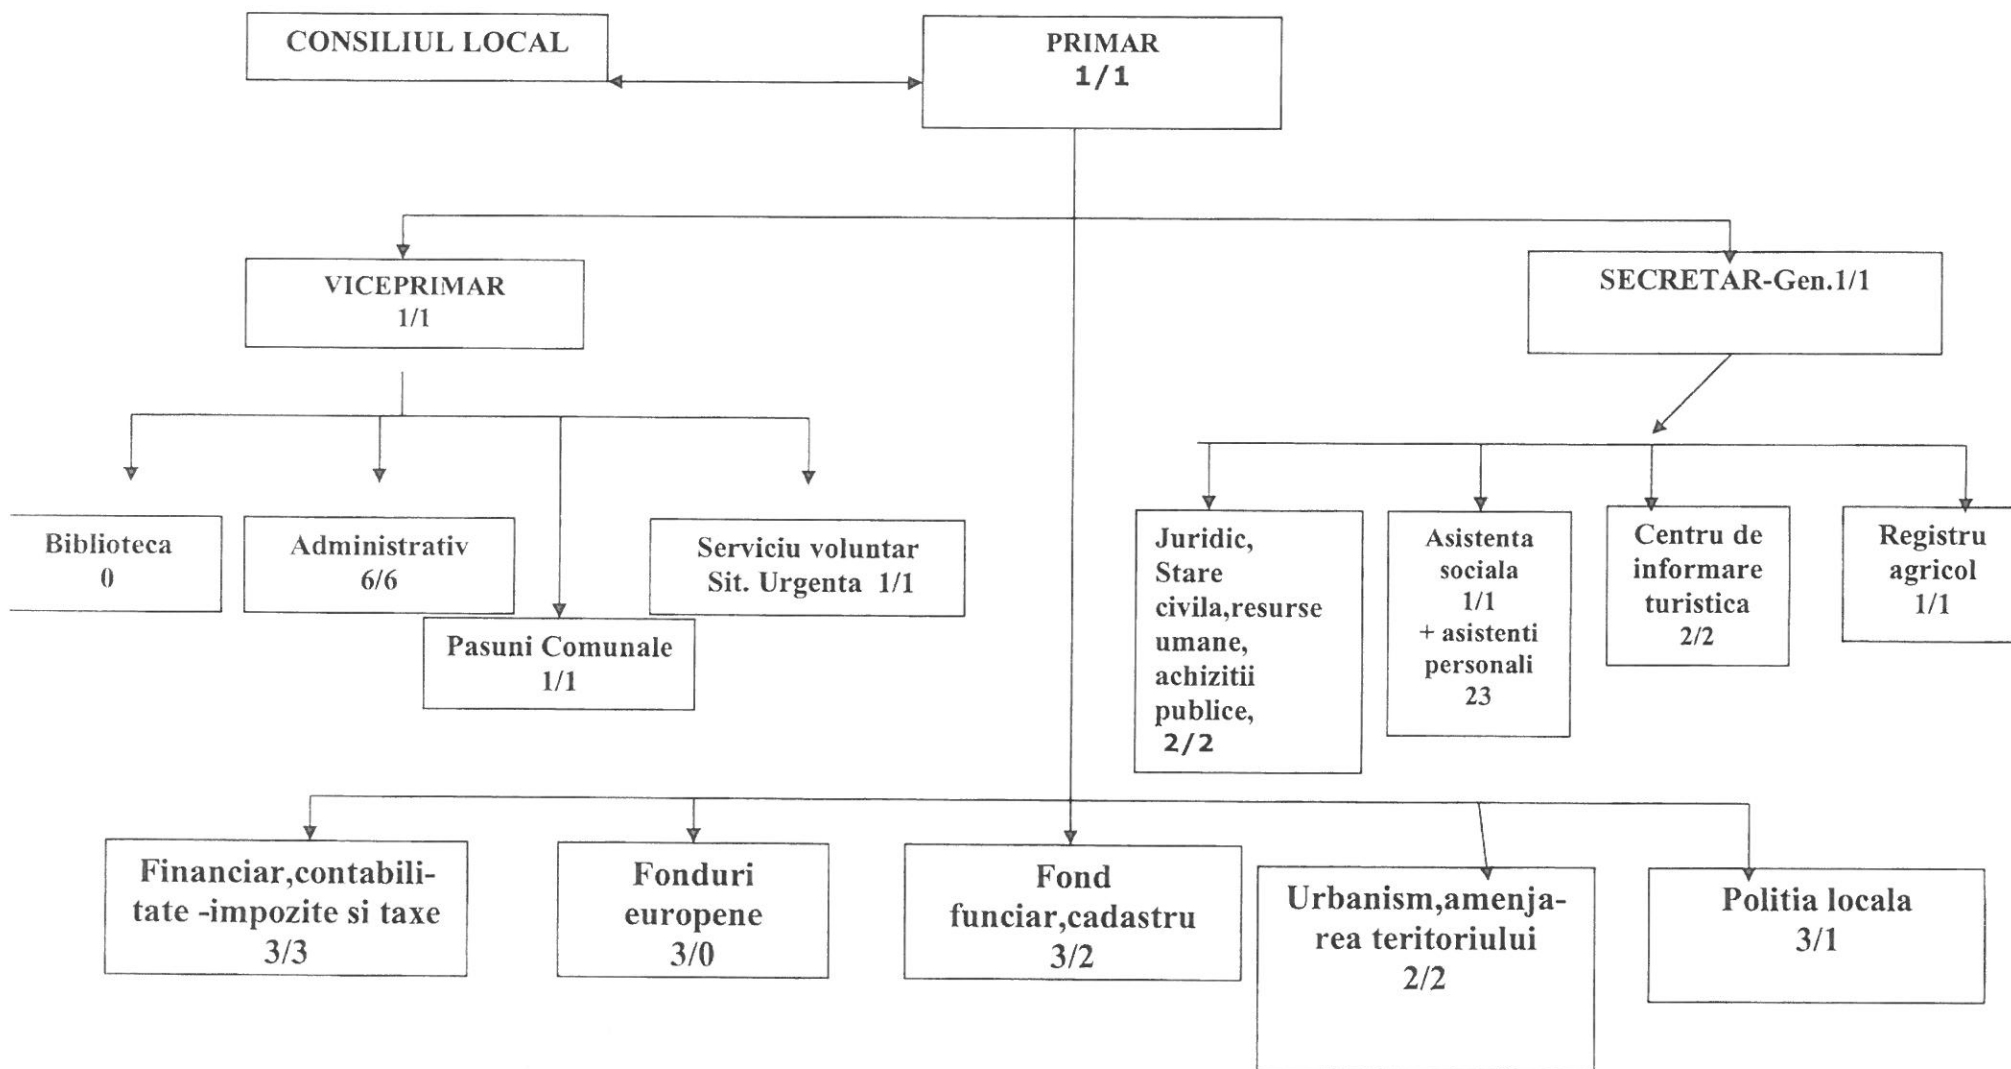 CONSILIUL LOCAL
PRIMAR
1/1
VICEPRIMAR
1/1
SECRETAR-Gen.1/1
Biblioteca
0
Administrativ
6/6
Pasuni Comunale
1/1
Serviciu voluntar
Sit. Urgenta 1/1
Juridic,
Stare
civila,resurse
umane,
achizitii
publice,
2/2
Asistenta
sociala
1/1
+ asistenti
personali
23
Centru de
informare
turistica
2/2
Registru
agricol
1/1
Financiar,contabili-
tate -impozite si taxe
3/3
Fonduri
europene
3/0
Fond
funciar,cadastru
3/2
Urbanism,amenja-
rea teritoriului
2/2
Politia locala
3/1